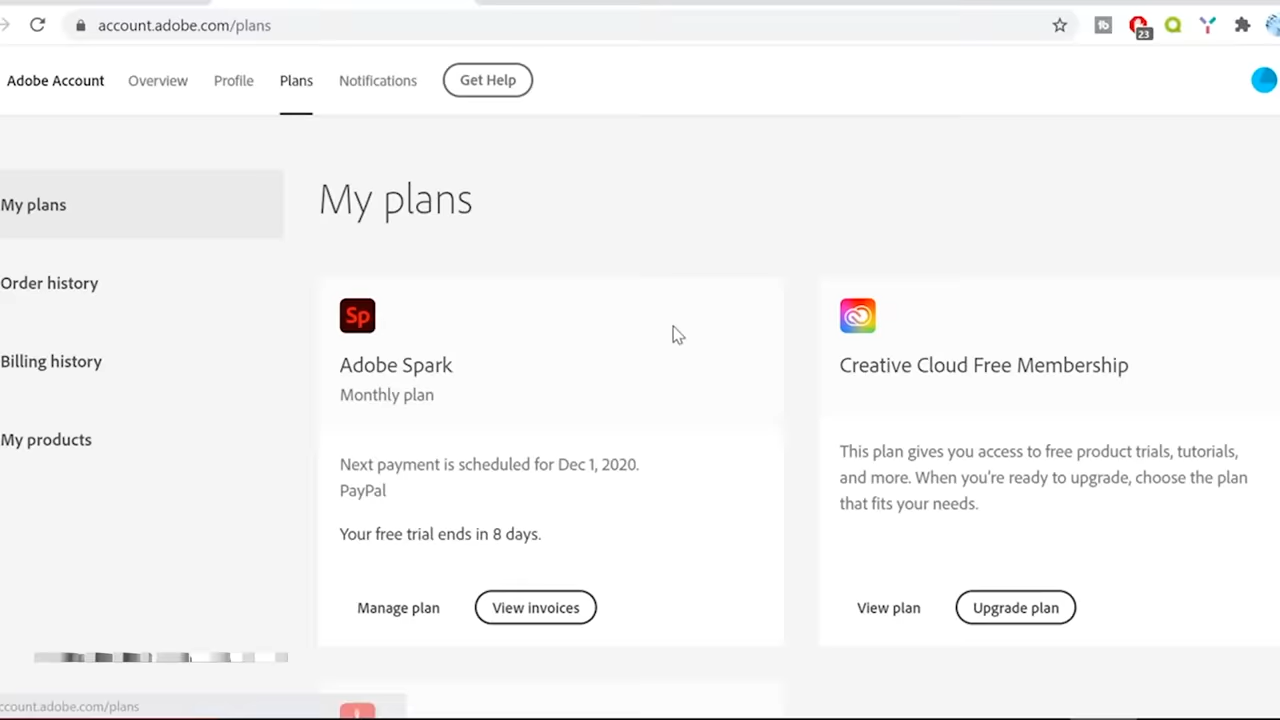 account.adobe.com/plans
23
Adobe Account Overview Profile Plans Notifications Get Help
My plans
Order history
Billing history
My products
My plans
Sp
Adobe Spark
Monthly plan
Next payment is scheduled for Dec 1, 2020.
PayPal
Your free trial ends in 8 days.
Manage plan View invoices
Creative Cloud Free Membership
This plan gives you access to free product trials, tutorials,
and more. When you're ready to upgrade, choose the plan
that fits your needs.
View plan Upgrade plan
ccount.adobe.com/plans